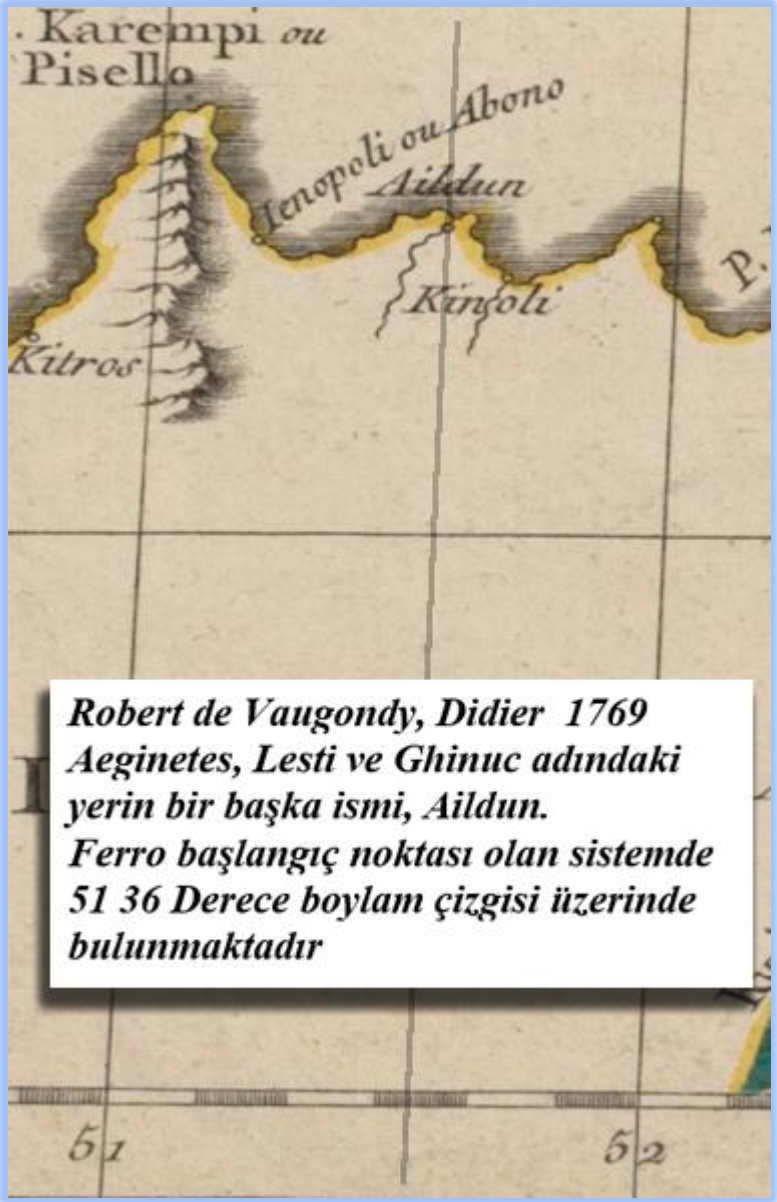 . Karempi ou
Pisello
Ienopoli ou Abono
Aildun
Kinsoli
P.
Kitros
Robert de Vaugondy, Didier 1769
Aeginetes, Lesti ve Ghinuc adındaki
yerin bir başka ismi, Aildun.
Ferro başlangıç noktası olan sistemde
51 36 Derece boylam çizgisi üzerinde
bulunmaktadır
51
52